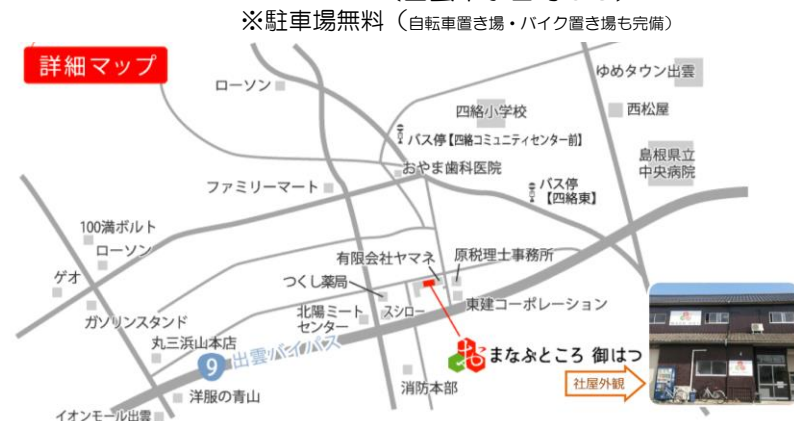 ※駐車場無料（自転車置き場・バイク置き場も完備）
詳細マップ
ローソン
ゆめタウン出雲
四絡小学校
西松屋
バス停【四絡コミュニティセンター前】
島根県立
中央病院
おやま歯科医院
ファミリーマート
バス停
【四絡東】
100満ボルト
ローソン
有限会社ヤマネ
原税理士事務所
ゲオ
つくし薬局
ガソリンスタンド
北陽ミート
センター
スシロー
東建コーポレーション
丸三浜山本店
9
出雲バイパス
まなぶところ 御はつ
社屋外観
洋服の青山
消防本部
イオンモール出雲